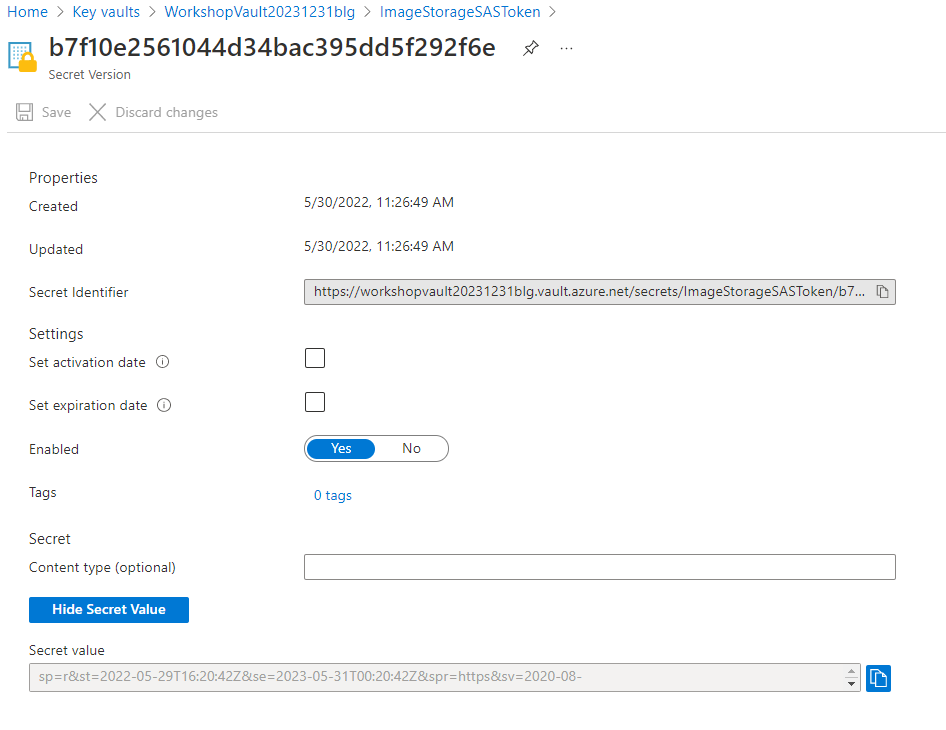 Home > Key vaults > WorkshopVault20231231blg > ImageStorageSASToken >
b7f10e2561044d34bac395dd5f292f6e ...
Secret Version
Save Discard changes
Properties
Created 5/30/2022, 11:26:49 AM
Updated 5/30/2022, 11:26:49 AM
Secret Identifier https://workshopvault20231231blg.vault.azure.net/secrets/ImageStorageSASToken/b7...
Settings
Set activation date
Set expiration date
Enabled Yes No
Tags 0 tags
Secret
Content type (optional)
Hide Secret Value
Secret value
sp=r&st=2022-05-29T16:20:42Z&se=2023-05-31T00:20:42Z&spr=https&sv=2020-08-